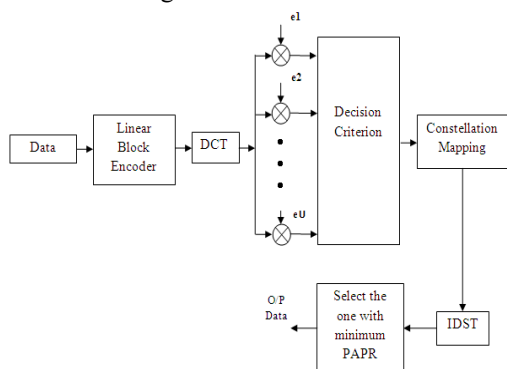 e1
e2
eU
Data
Linear
Block
Encoder
DCT
Decision
Criterion
Constellation
Mapping
O/P
Data
Select the
one with
minimum
PAPR
IDST